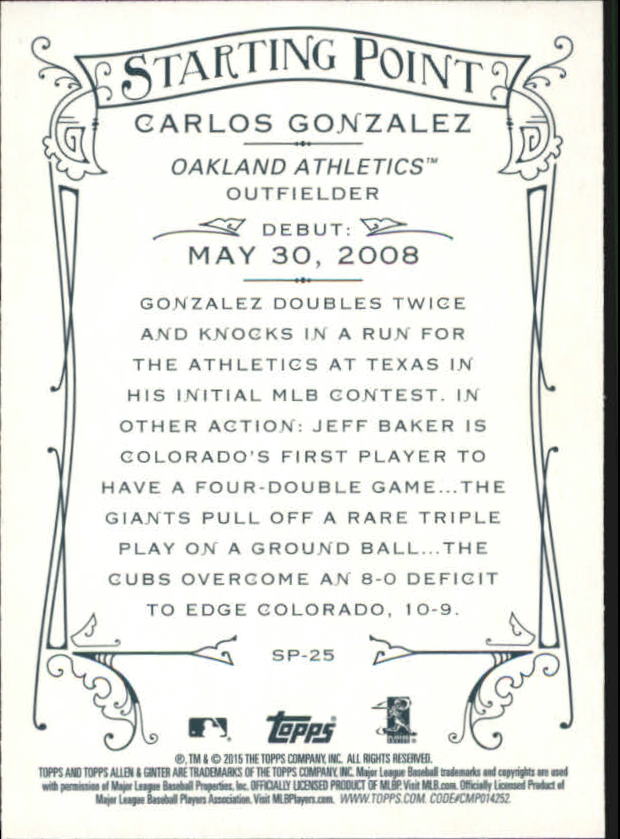 STARTING POINT
CARLOS GONZALEZ
OAKLAND ATHLETICS™
OUTFIELDER
DEBUT:
MAY 30, 2008
GONZALEZ DOUBLES TWICE
AND KNOCKS IN A RUN FOR
THE ATHLETICS AT TEXAS IN
HIS INITIAL MLB CONTEST. IN
OTHER ACTION: JEFF BAKER IS
COLORADO'S FIRST PLAYER TO
HAVE A FOUR-DOUBLE GAME...THE
GIANTS PULL OFF A RARE TRIPLE
PLAY ON A GROUND BALL...THE
CUBS OVERCOME AN 8-0 DEFICIT
TO EDGE COLORADO, 10-9.
SP-25
topps®
®, TM & © 2015 THE TOPPS COMPANY, INC. ALL RIGHTS RESERVED.
TOPPS AND TOPPS ALLEN & GINTER ARE TRADEMARKS OF THE TOPPS COMPANY, INC. Major League Baseball trademarks and copyrights are used
with permission of Major League Baseball Properties, Inc. OFFICIALLY LICENSED PRODUCT OF MLBP. Visit MLB.com. Officially Licensed Product of
Major League Baseball Players Association. Visit MLBPlayers.com. WWW.TOPPS.COM. CODE#CMP014252.